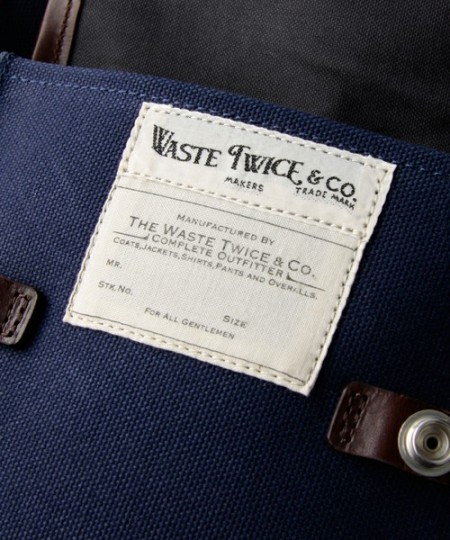 WASTE TWICE & CO.
MAKERS TRADE MARK
MANUFACTURED BY
THE WASTE TWICE & CO.
COMPLETE OUTFITTER
COATS, JACKETS, SHIRTS, PANTS AND OVERALLS.
MR.
STK. NO. SIZE
FOR ALL GENTLEMEN